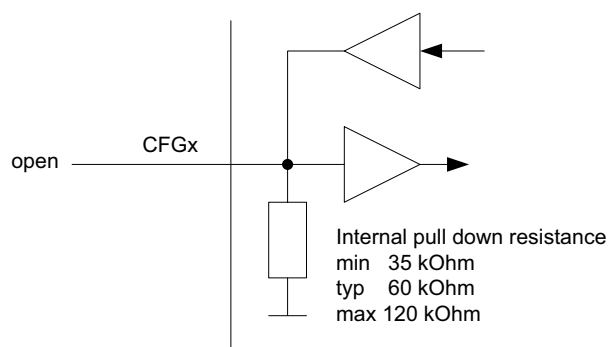 CFGx
open
Internal pull down resistance
min 35 kOhm
typ 60 kOhm
max 120 kOhm